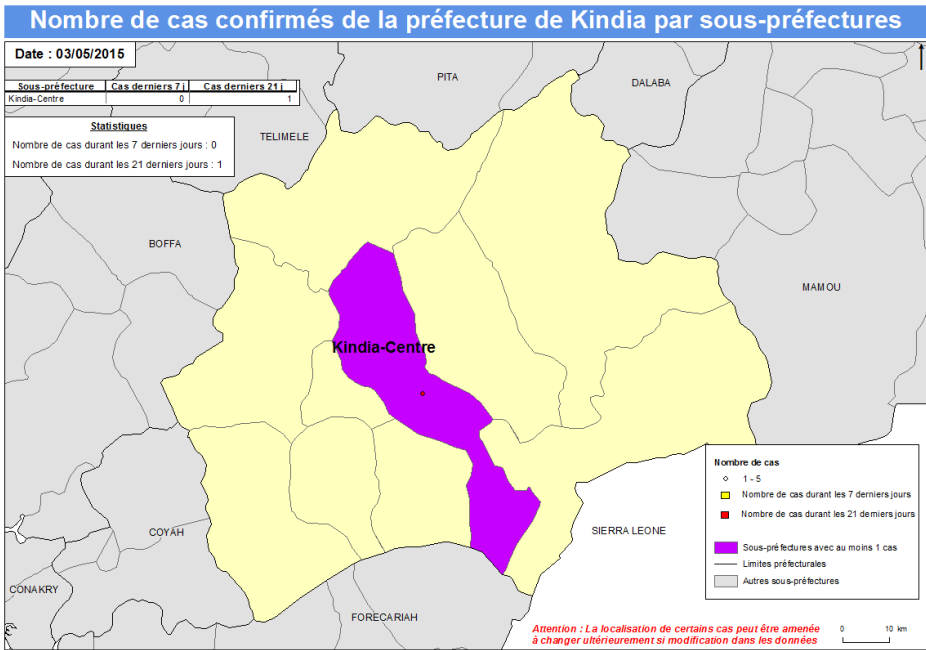 Nombre de cas confirmés de la préfecture de Kindia par sous-préfectures
Date : 03/05/2015
Sous-préfecture Cas derniers 7 j Cas derniers 21 j
Kindia-Centre 0 1
Statistiques
Nombre de cas durant les 7 derniers jours : 0
Nombre de cas durant les 21 derniers jours : 1
PITA
DALABA
TELIMELE
BOFFA
MAMOU
Kindia-Centre
COYAH
SIERRA LEONE
CONAKRY
FORECARIAH
Nombre de cas
1 - 5
Nombre de cas durant les 7 derniers jours
Nombre de cas durant les 21 derniers jours
Sous-préfectures avec au moins 1 cas
Limites préfecturales
Autres sous-préfectures
Attention : La localisation de certains cas peut être amenée
à changer ultérieurement si modification dans les données
0 10 km